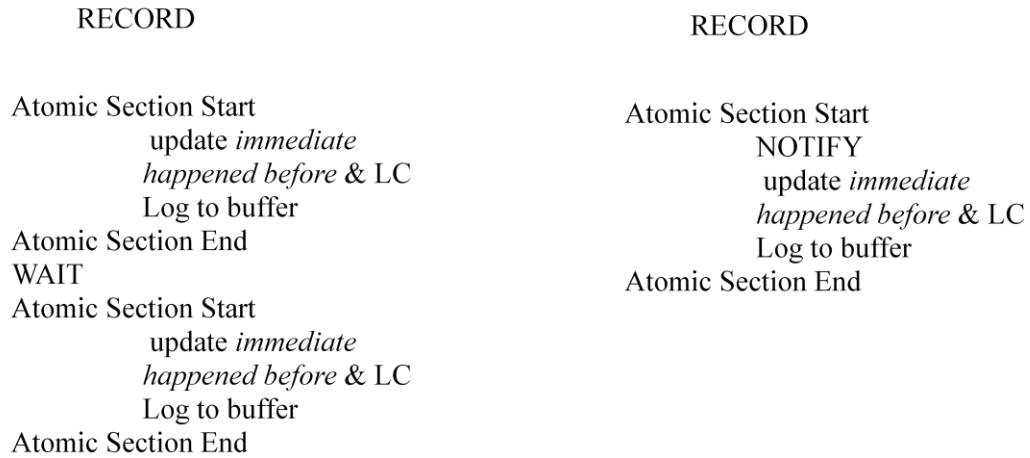 RECORD
Atomic Section Start
update immediate
happened before & LC
Log to buffer
Atomic Section End
WAIT
Atomic Section Start
update immediate
happened before & LC
Log to buffer
Atomic Section End
RECORD
Atomic Section Start
NOTIFY
update immediate
happened before & LC
Log to buffer
Atomic Section End